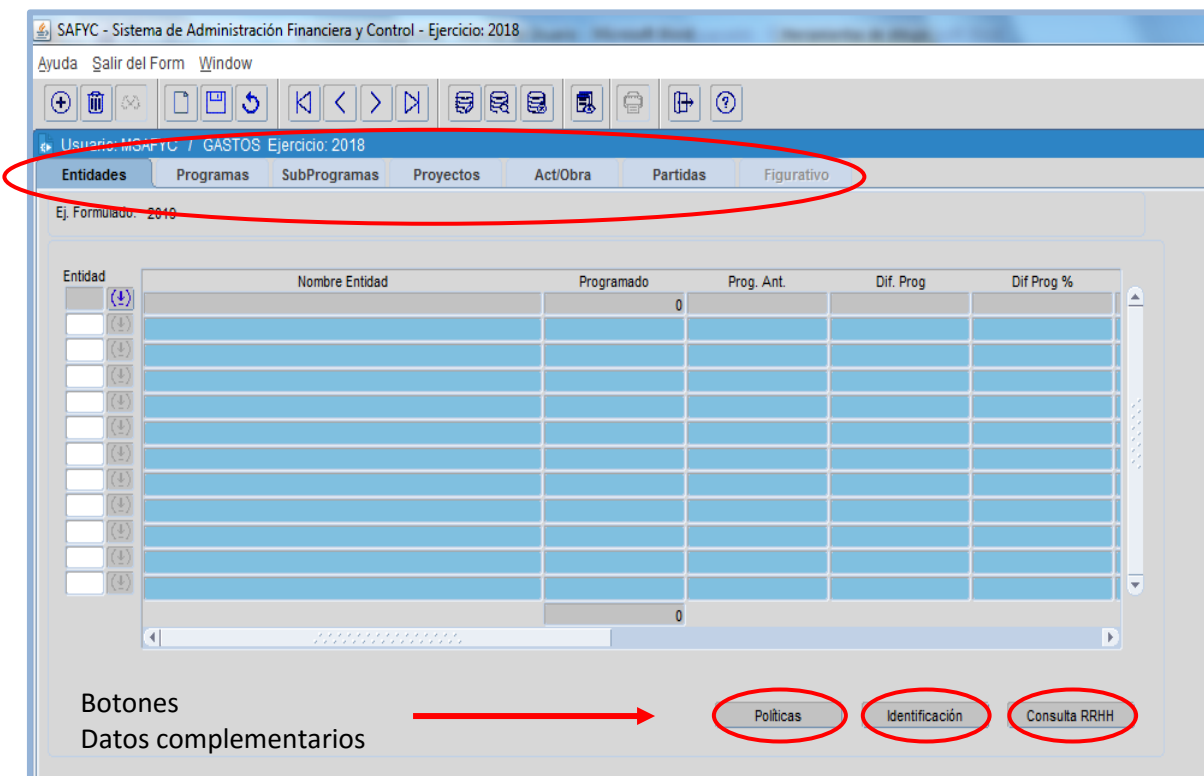 SAFYC - Sistema de Administración Financiera y Control - Ejercicio: 2018
Ayuda Salir del Form Window
Usuario: MSAFYC / GASTOS Ejercicio: 2018
Entidades Programas SubProgramas Proyectos Act/Obra Partidas Figurativo
Ej. Formulado: 2019
Entidad Nombre Entidad Programado Prog. Ant. Dif. Prog Dif Prog %
0
0
Botones
Datos complementarios
Políticas Identificación Consulta RRHH